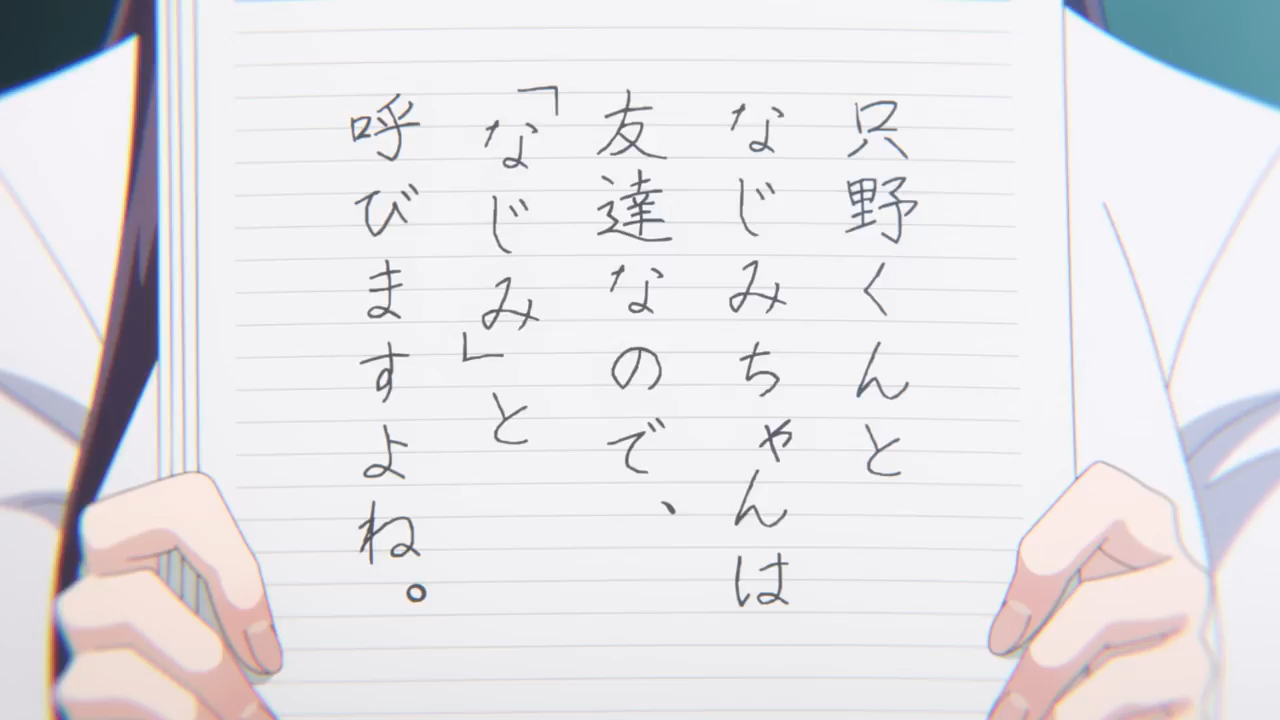 只野くんと
なじみちゃんは
友達なので、
「なじみ」と
呼びますよね。